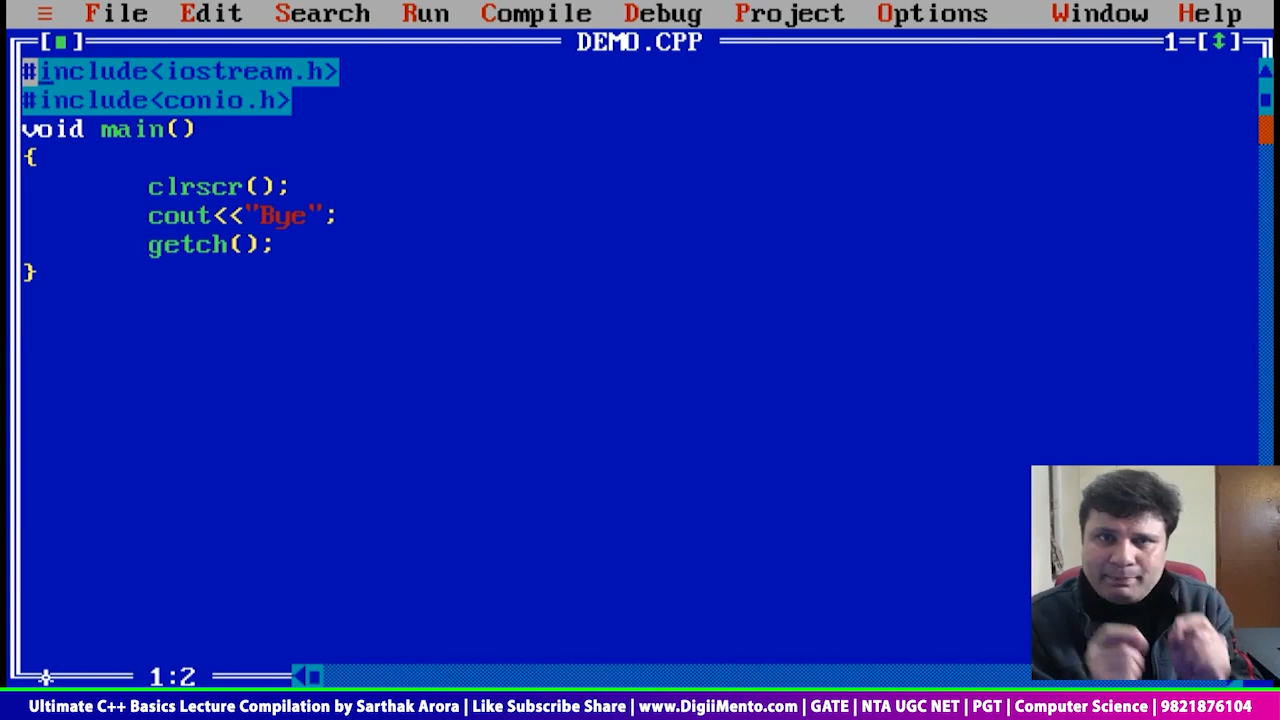 ≡ File Edit Search Run Compile Debug Project Options Window Help
[■] DEMO.CPP 1=[↕]
#include<iostream.h>
#include<conio.h>
void main()
{
clrscr();
cout<<"Bye";
getch();
}
1:2
Ultimate C++ Basics Lecture Compilation by Sarthak Arora | Like Subscribe Share | www.DigiiMento.com | GATE | NTA UGC NET | PGT | Computer Science | 9821876104